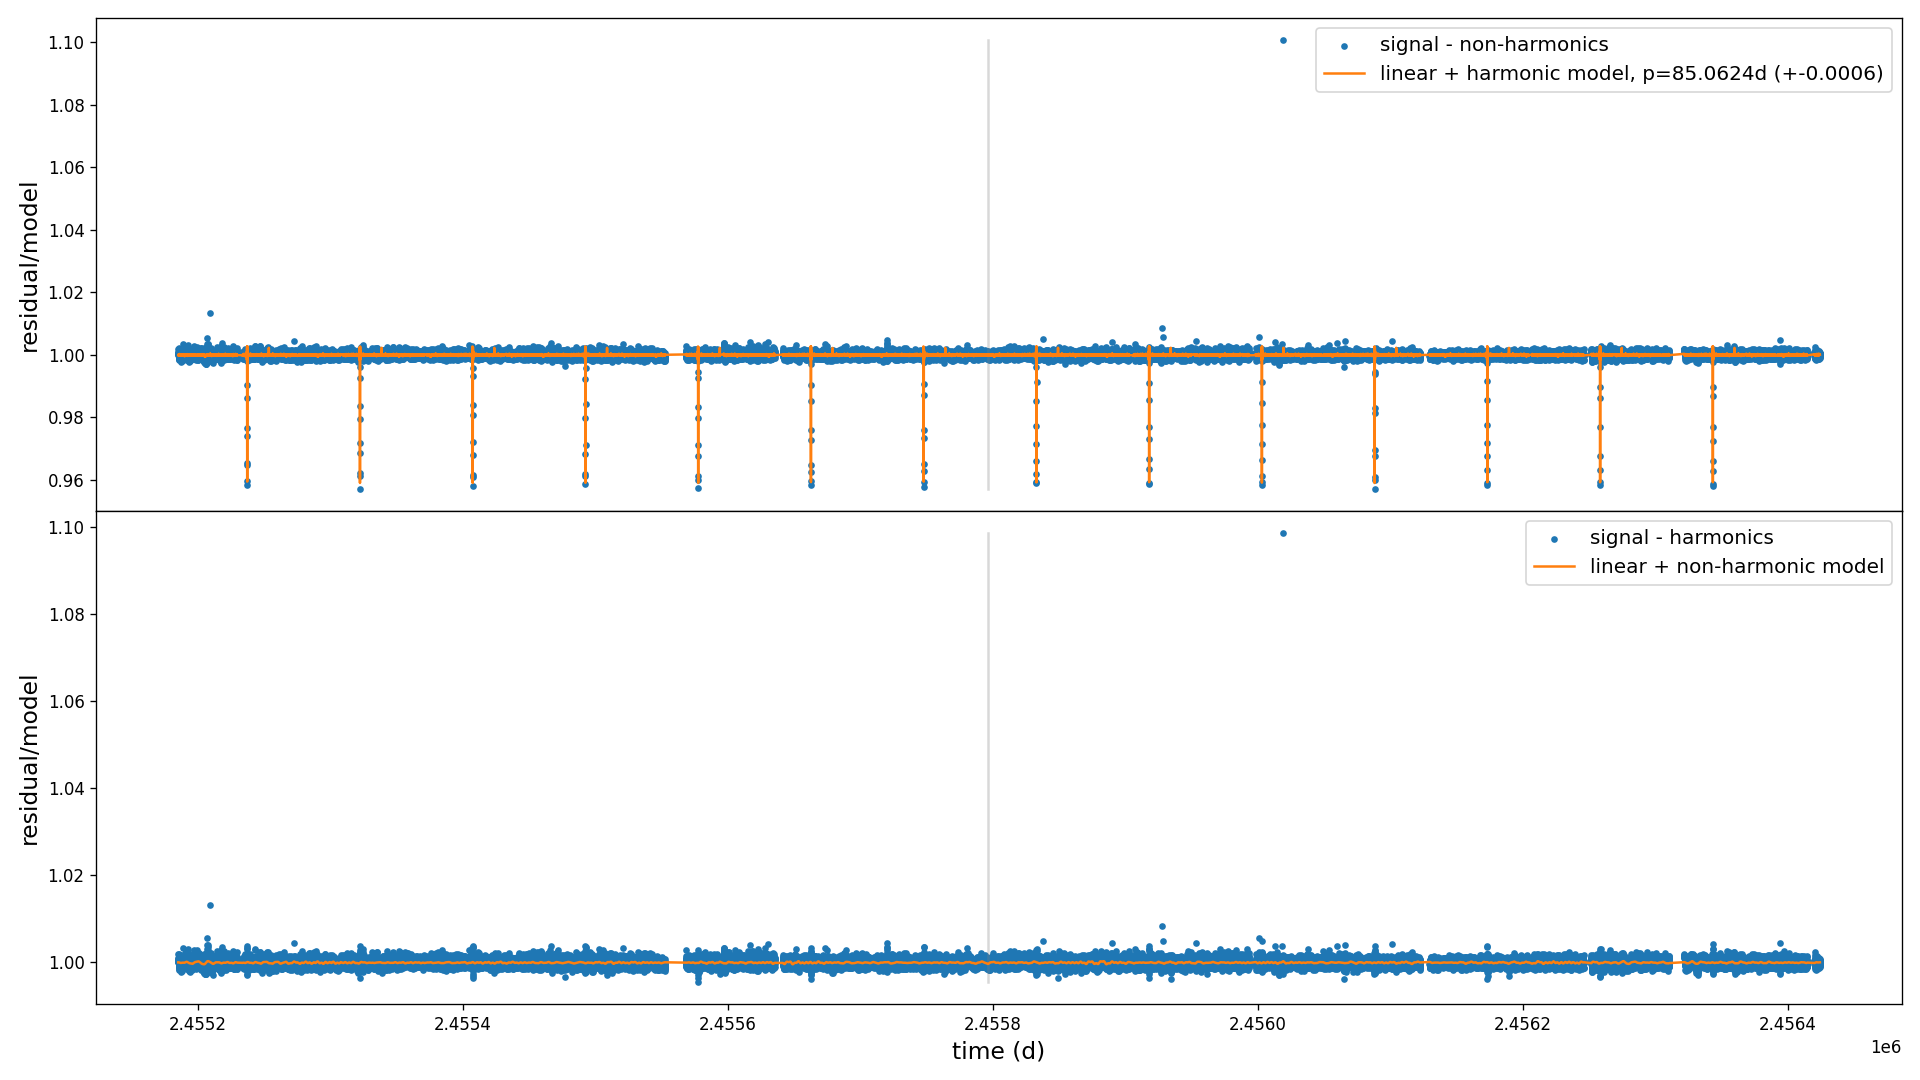 1.10
1.08
1.06
1.04
1.02
1.00
0.98
0.96
residual/model
signal - non-harmonics
linear + harmonic model, p=85.0624d (+-0.0006)
1.10
1.08
1.06
1.04
1.02
1.00
residual/model
signal - harmonics
linear + non-harmonic model
2.4552 2.4554 2.4556 2.4558 2.4560 2.4562 2.4564
time (d)
1e6